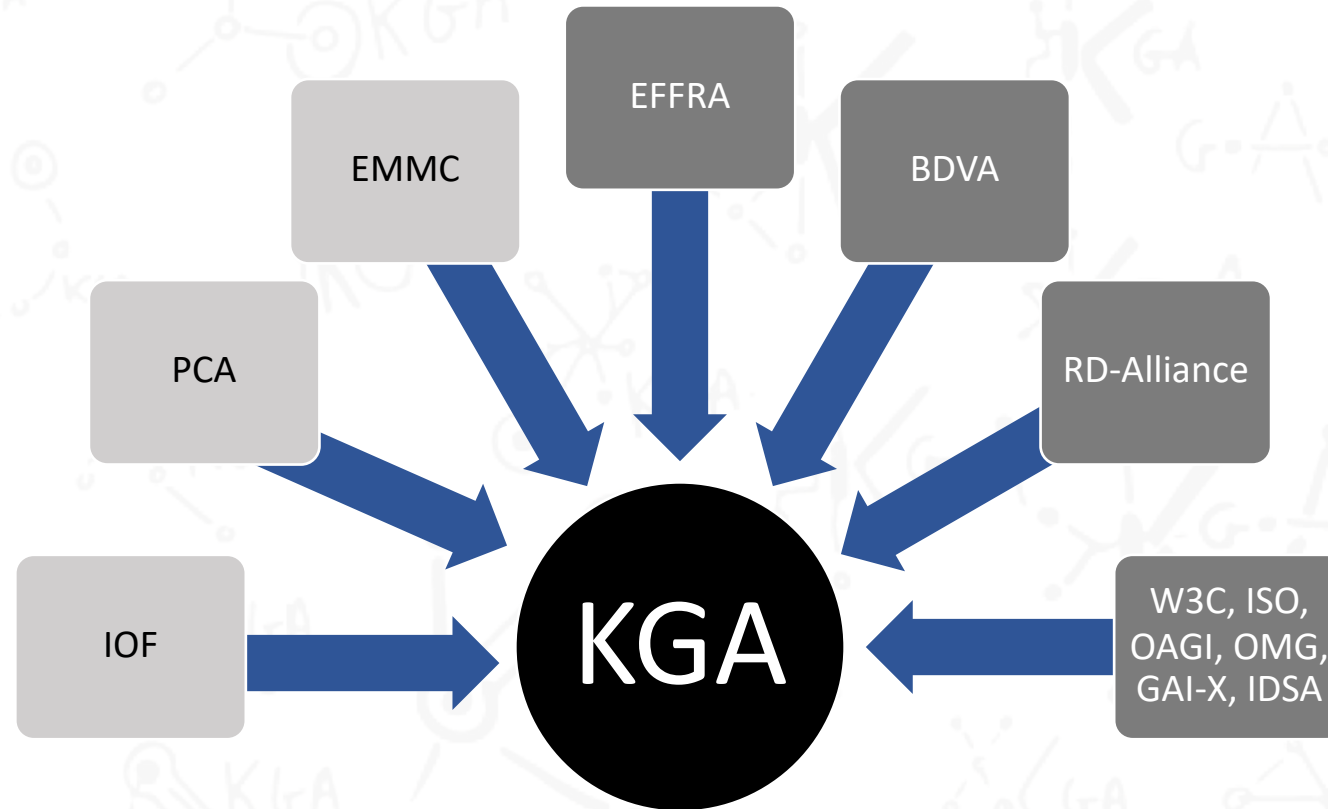 EFFRA
EMMC
BDVA
PCA
RD-Alliance
IOF
W3C, ISO,
OAGI, OMG,
GAI-X, IDSA
KGA